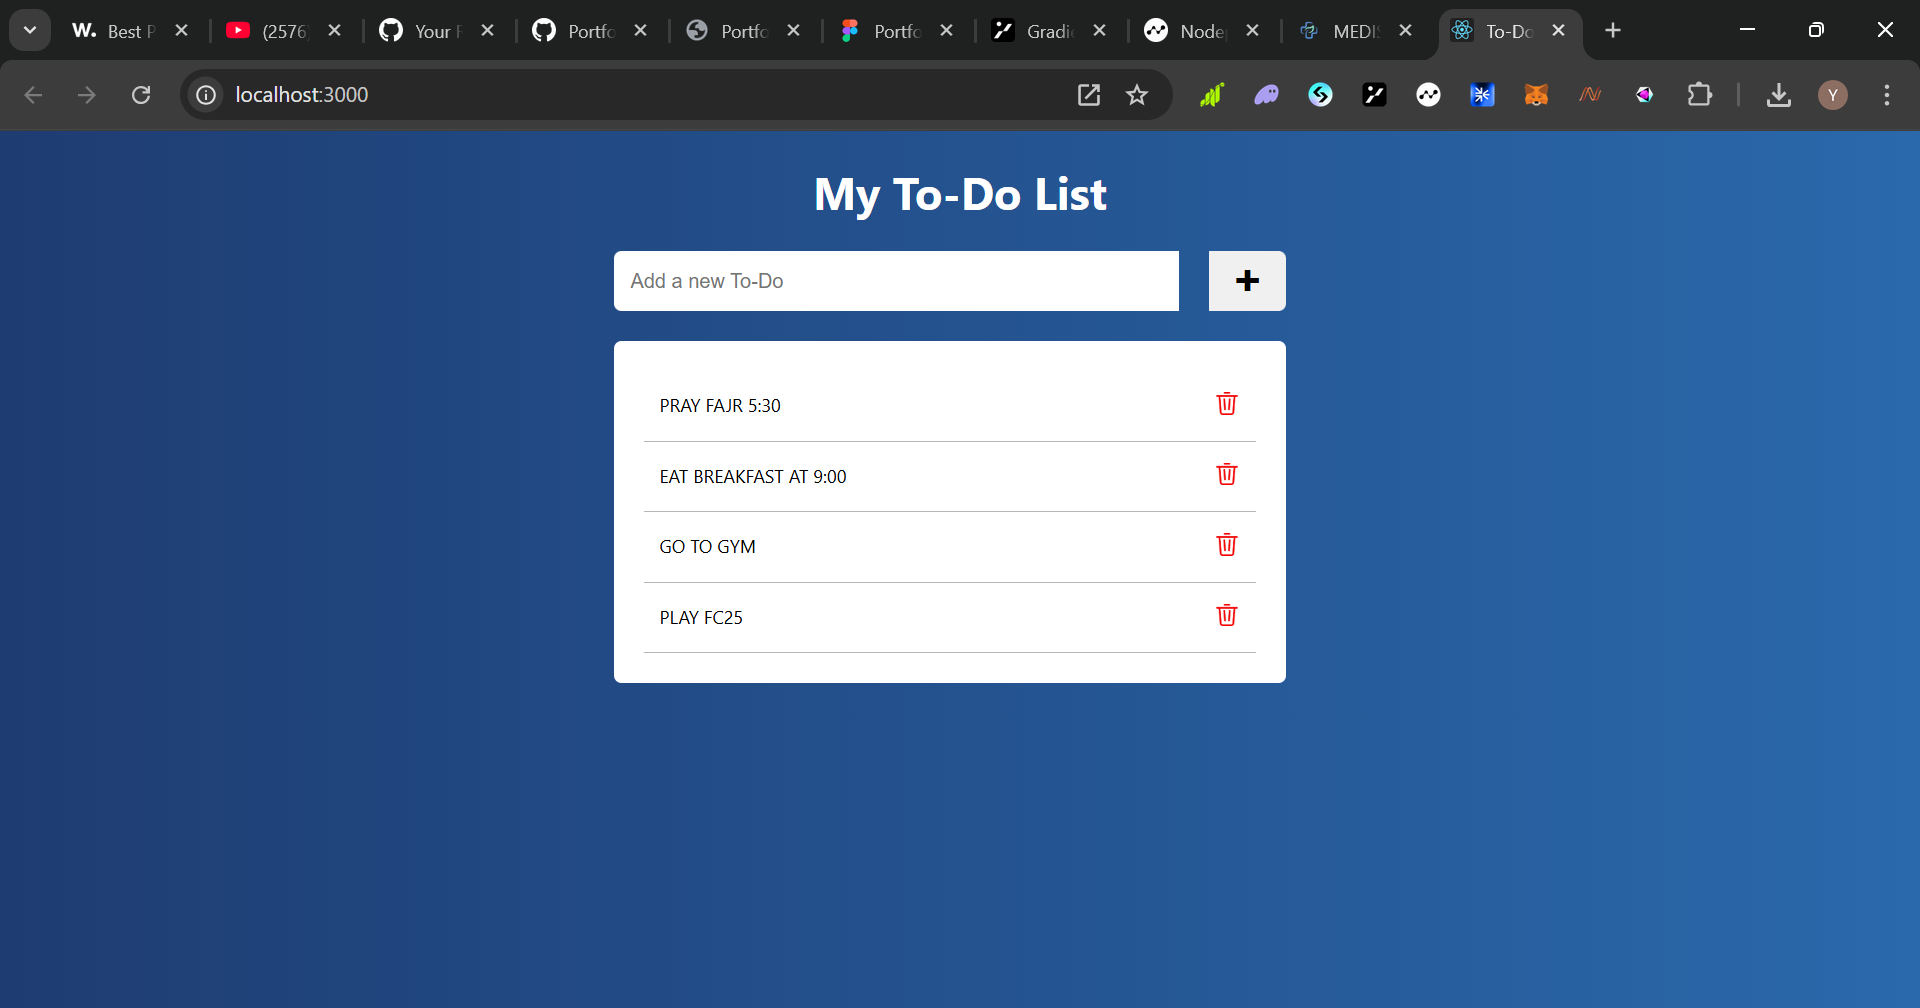 W. Best P
(2576
Your F
Portfo
Portfo
Portfo
Gradi
Node
MEDI
To-Do
localhost:3000
Y
My To-Do List
Add a new To-Do
+
PRAY FAJR 5:30
EAT BREAKFAST AT 9:00
GO TO GYM
PLAY FC25